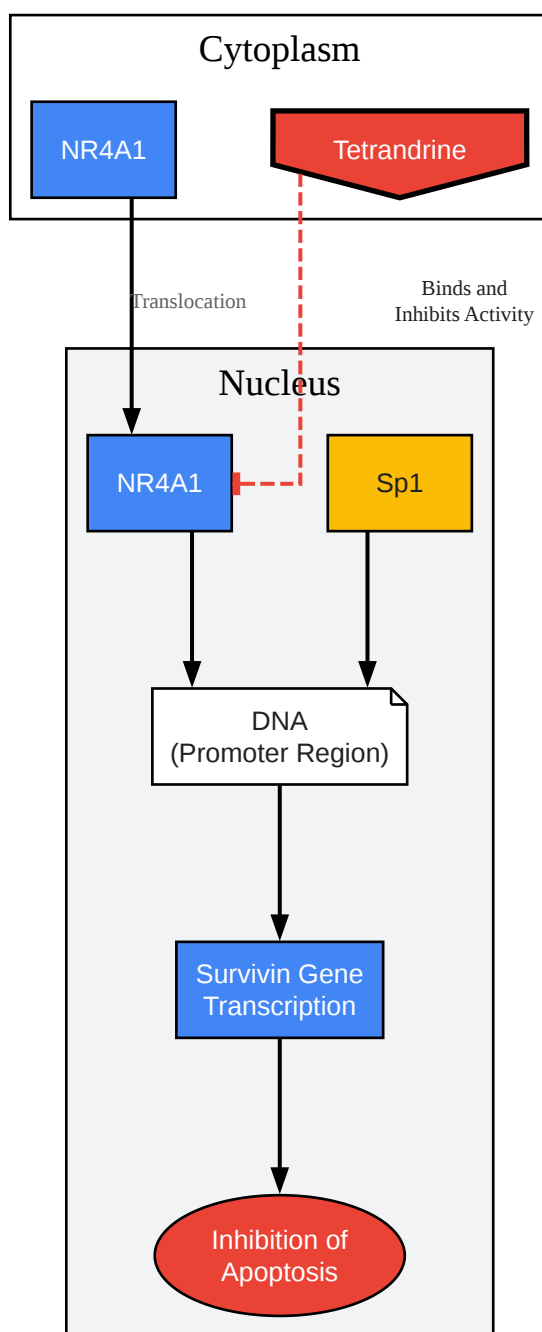 Cytoplasm
NR4A1
Tetrandrine
Translocation
Binds and
Inhibits Activity
Nucleus
NR4A1
Sp1
DNA
(Promoter Region)
Survivin Gene
Transcription
Inhibition of
Apoptosis